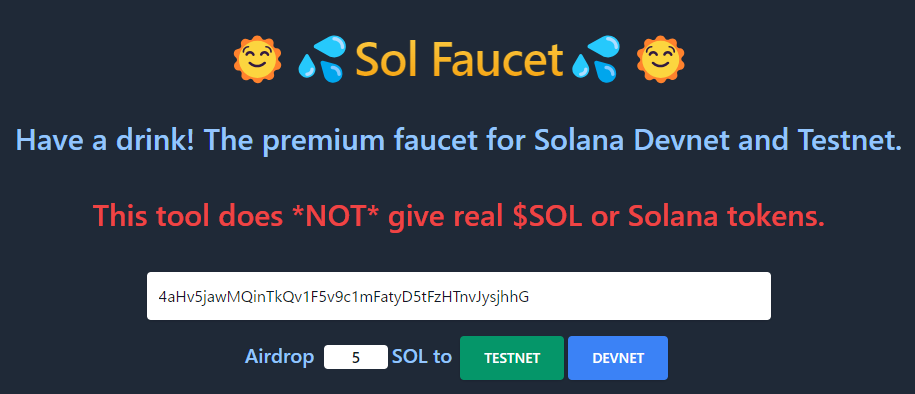 Sol Faucet
Have a drink! The premium faucet for Solana Devnet and Testnet.
This tool does *NOT* give real $SOL or Solana tokens.
4aHv5jawMQinTkQv1F5v9c1mFatyD5tFzHTnvJysjhhG
Airdrop 5 SOL to TESTNET DEVNET